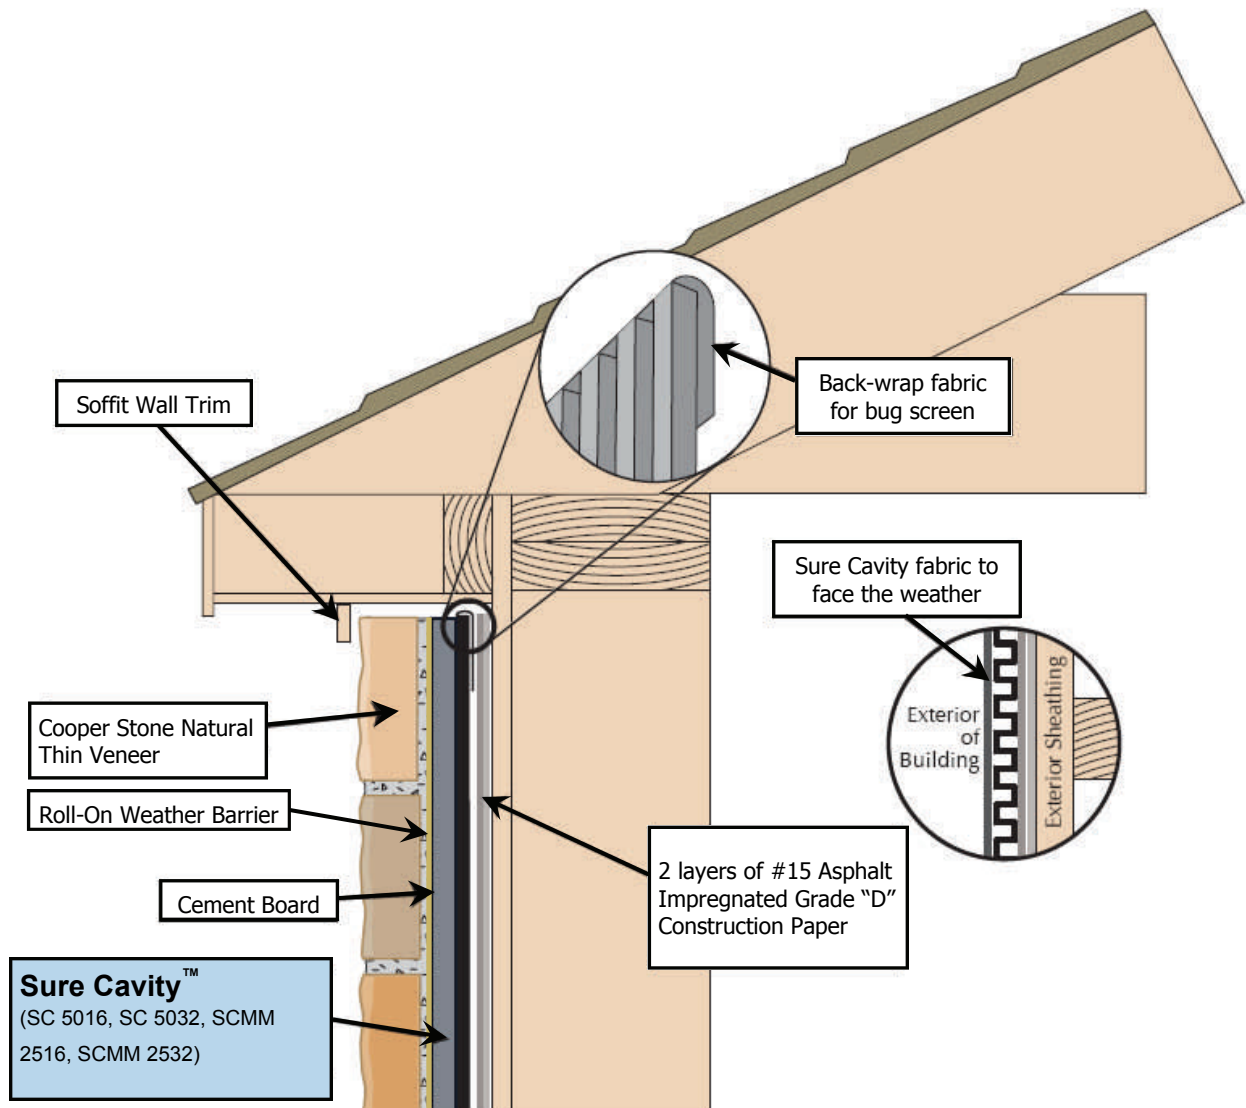 Back-wrap fabric
for bug screen
Soffit Wall Trim
Sure Cavity fabric to
face the weather
Exterior
of
Building
Exterior Sheathing
Cooper Stone Natural
Thin Veneer
Roll-On Weather Barrier
2 layers of #15 Asphalt
Impregnated Grade “D”
Construction Paper
Cement Board
Sure Cavity™
(SC 5016, SC 5032, SCMM
2516, SCMM 2532)